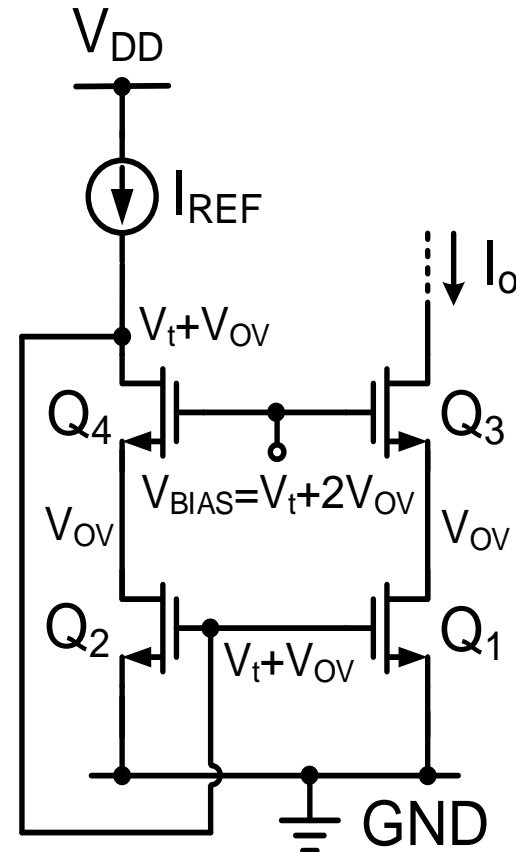 V_DD
I_REF
I_o
V_t+V_OV
Q_4
Q_3
V_BIAS=V_t+2V_OV
V_OV
V_OV
Q_2
Q_1
V_t+V_OV
GND